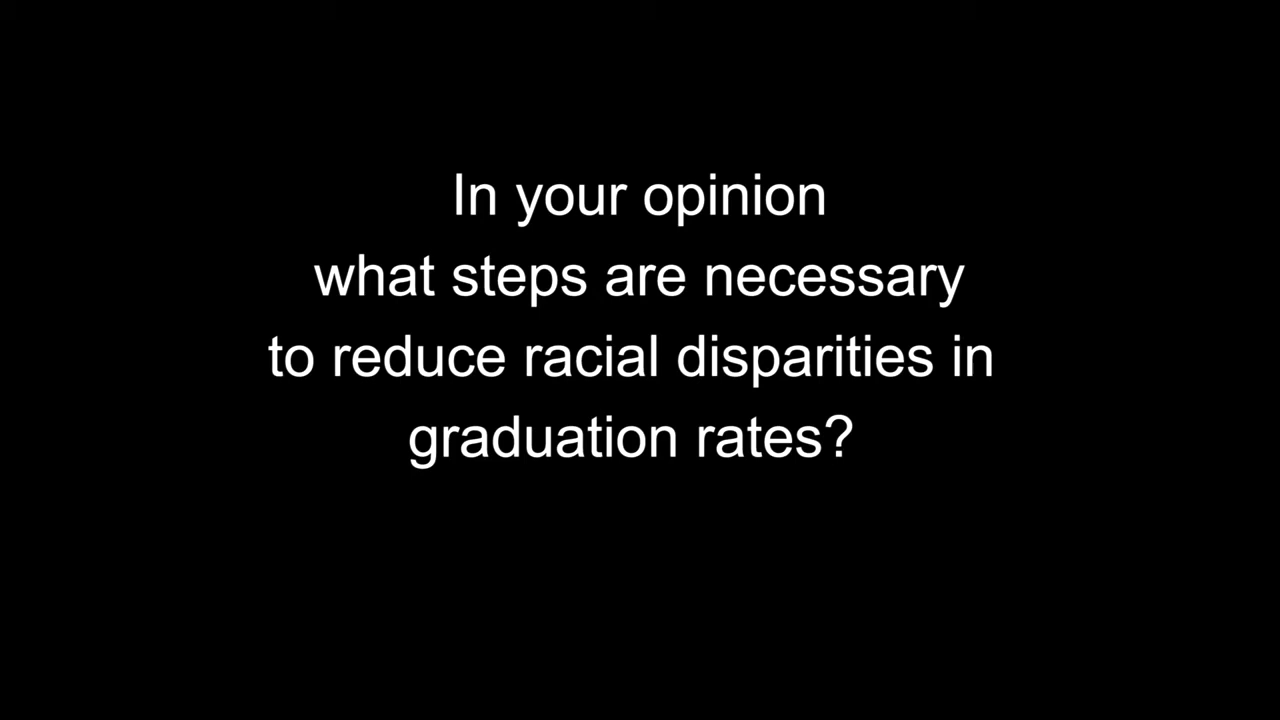 In your opinion
what steps are necessary
to reduce racial disparities in
graduation rates?